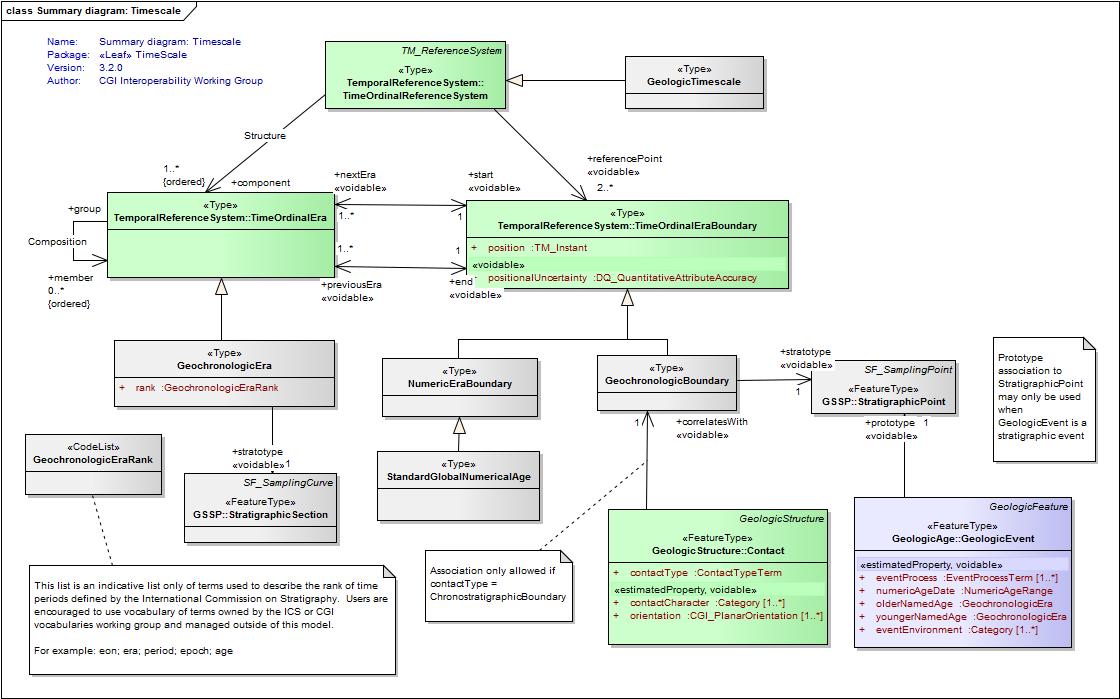 class Summary diagram: Timescale
Name: Summary diagram: Timescale
Package: «Leaf» TimeScale
Version: 3.2.0
Author: CGI Interoperability Working Group
TM_ReferenceSystem
«Type»
TemporalReferenceSystem::
TimeOrdinalReferenceSystem
«Type»
GeologicTimescale
Structure
1..*
{ordered}
+component
+nextEra
«voidable»
+start
«voidable»
+referencePoint
«voidable»
2..*
«Type»
TemporalReferenceSystem::TimeOrdinalEra
1..*
1
1..*
1
+previousEra
«voidable»
+end
«voidable»
+group
Composition
+member
0..*
{ordered}
«Type»
TemporalReferenceSystem::TimeOrdinalEraBoundary
+ position :TM_Instant
«voidable»
positionalUncertainty :DQ_QuantitativeAttributeAccuracy
«Type»
GeochronologicEra
+ rank :GeochronologicEraRank
«Type»
NumericEraBoundary
«Type»
GeochronologicBoundary
+stratotype
«voidable»
1
SF_SamplingPoint
«FeatureType»
GSSP::StratigraphicPoint
Prototype
association to
StratigraphicPoint
may only be used
when
GeologicEvent is a
stratigraphic event
«CodeList»
GeochronologicEraRank
+stratotype
«voidable»
1
SF_SamplingCurve
«FeatureType»
GSSP::StratigraphicSection
«Type»
StandardGlobalNumericalAge
1
+correlatesWith
«voidable»
+prototype
1
«voidable»
Association only allowed if
contactType =
ChronostratigraphicBoundary
GeologicStructure
«FeatureType»
GeologicStructure::Contact
+ contactType :ContactTypeTerm
«estimatedProperty, voidable»
+ contactCharacter :Category [1..*]
+ orientation :CGI_PlanarOrientation [1..*]
GeologicFeature
«FeatureType»
GeologicAge::GeologicEvent
«estimatedProperty, voidable»
+ eventProcess :EventProcessTerm [1..*]
+ numericAgeDate :NumericAgeRange
+ olderNamedAge :GeochronologicEra
+ youngerNamedAge :GeochronologicEra
+ eventEnvironment :Category [1..*]
This list is an indicative list only of terms used to describe the rank of time
periods defined by the International Commission on Stratigraphy. Users are
encouraged to use vocabulary of terms owned by the ICS or CGI
vocabularies working group and managed outside of this model.
For example: eon; era; period; epoch; age